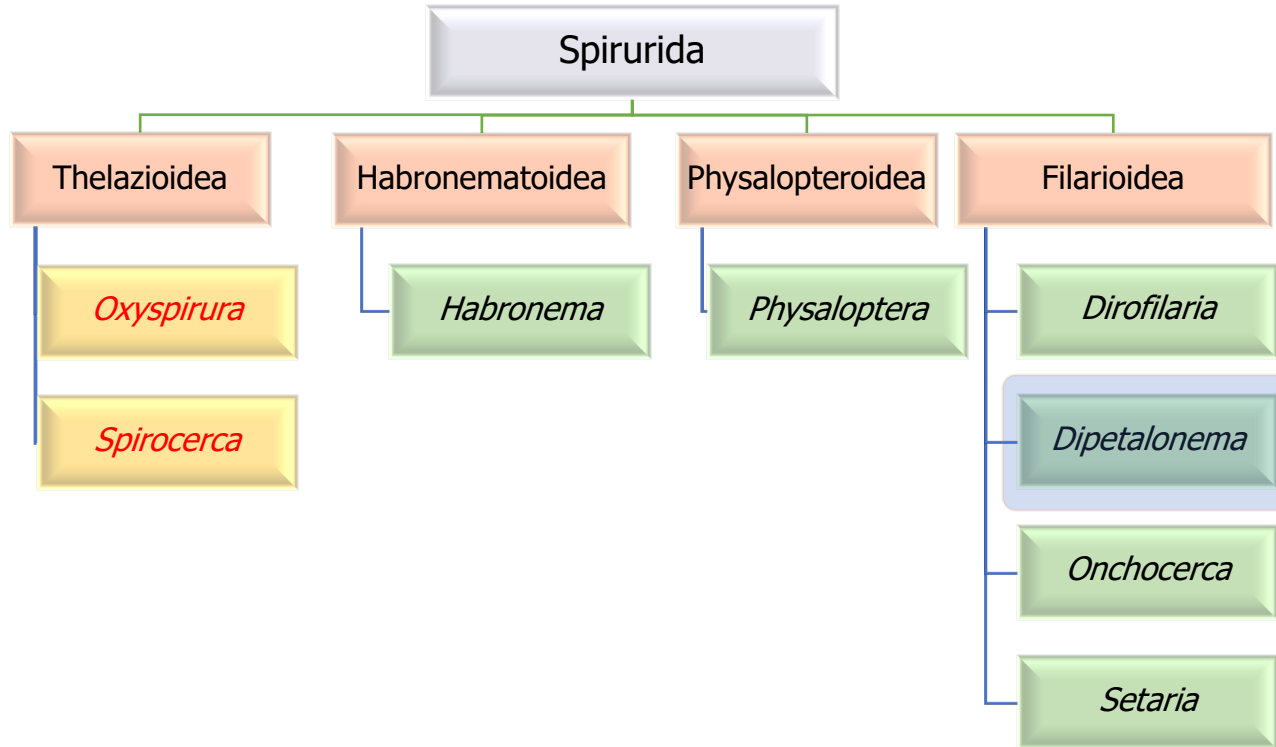 Spirurida
Thelazioidea
Habronematoidea
Physalopteroidea
Filarioidea
Oxyspirura
Habronema
Physaloptera
Dirofilaria
Spirocerca
Dipetalonema
Onchocerca
Setaria